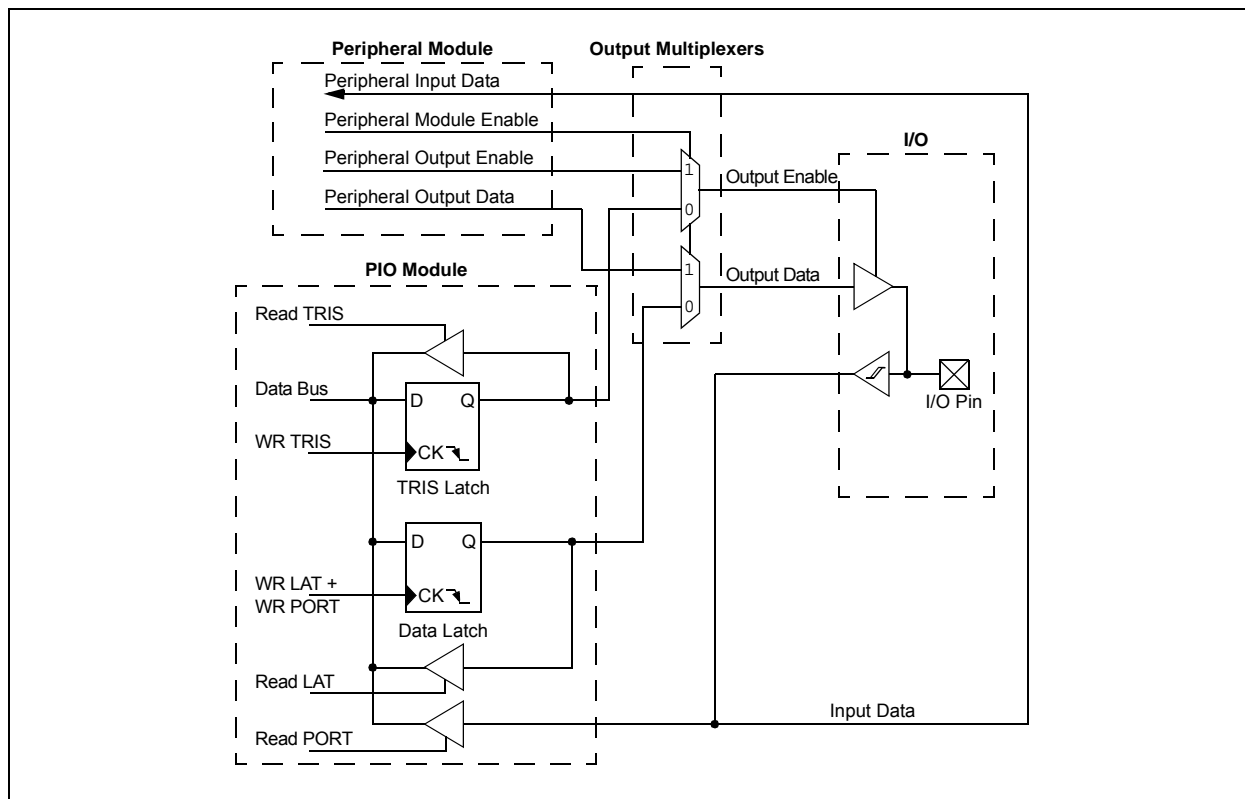 Peripheral Module
Output Multiplexers
Peripheral Input Data
Peripheral Module Enable
I/O
Peripheral Output Enable
1
Output Enable
Peripheral Output Data
0
PIO Module
1
Output Data
Read TRIS
0
Data Bus
D Q
I/O Pin
WR TRIS
CK
TRIS Latch
D Q
WR LAT +
WR PORT
CK
Data Latch
Read LAT
Input Data
Read PORT